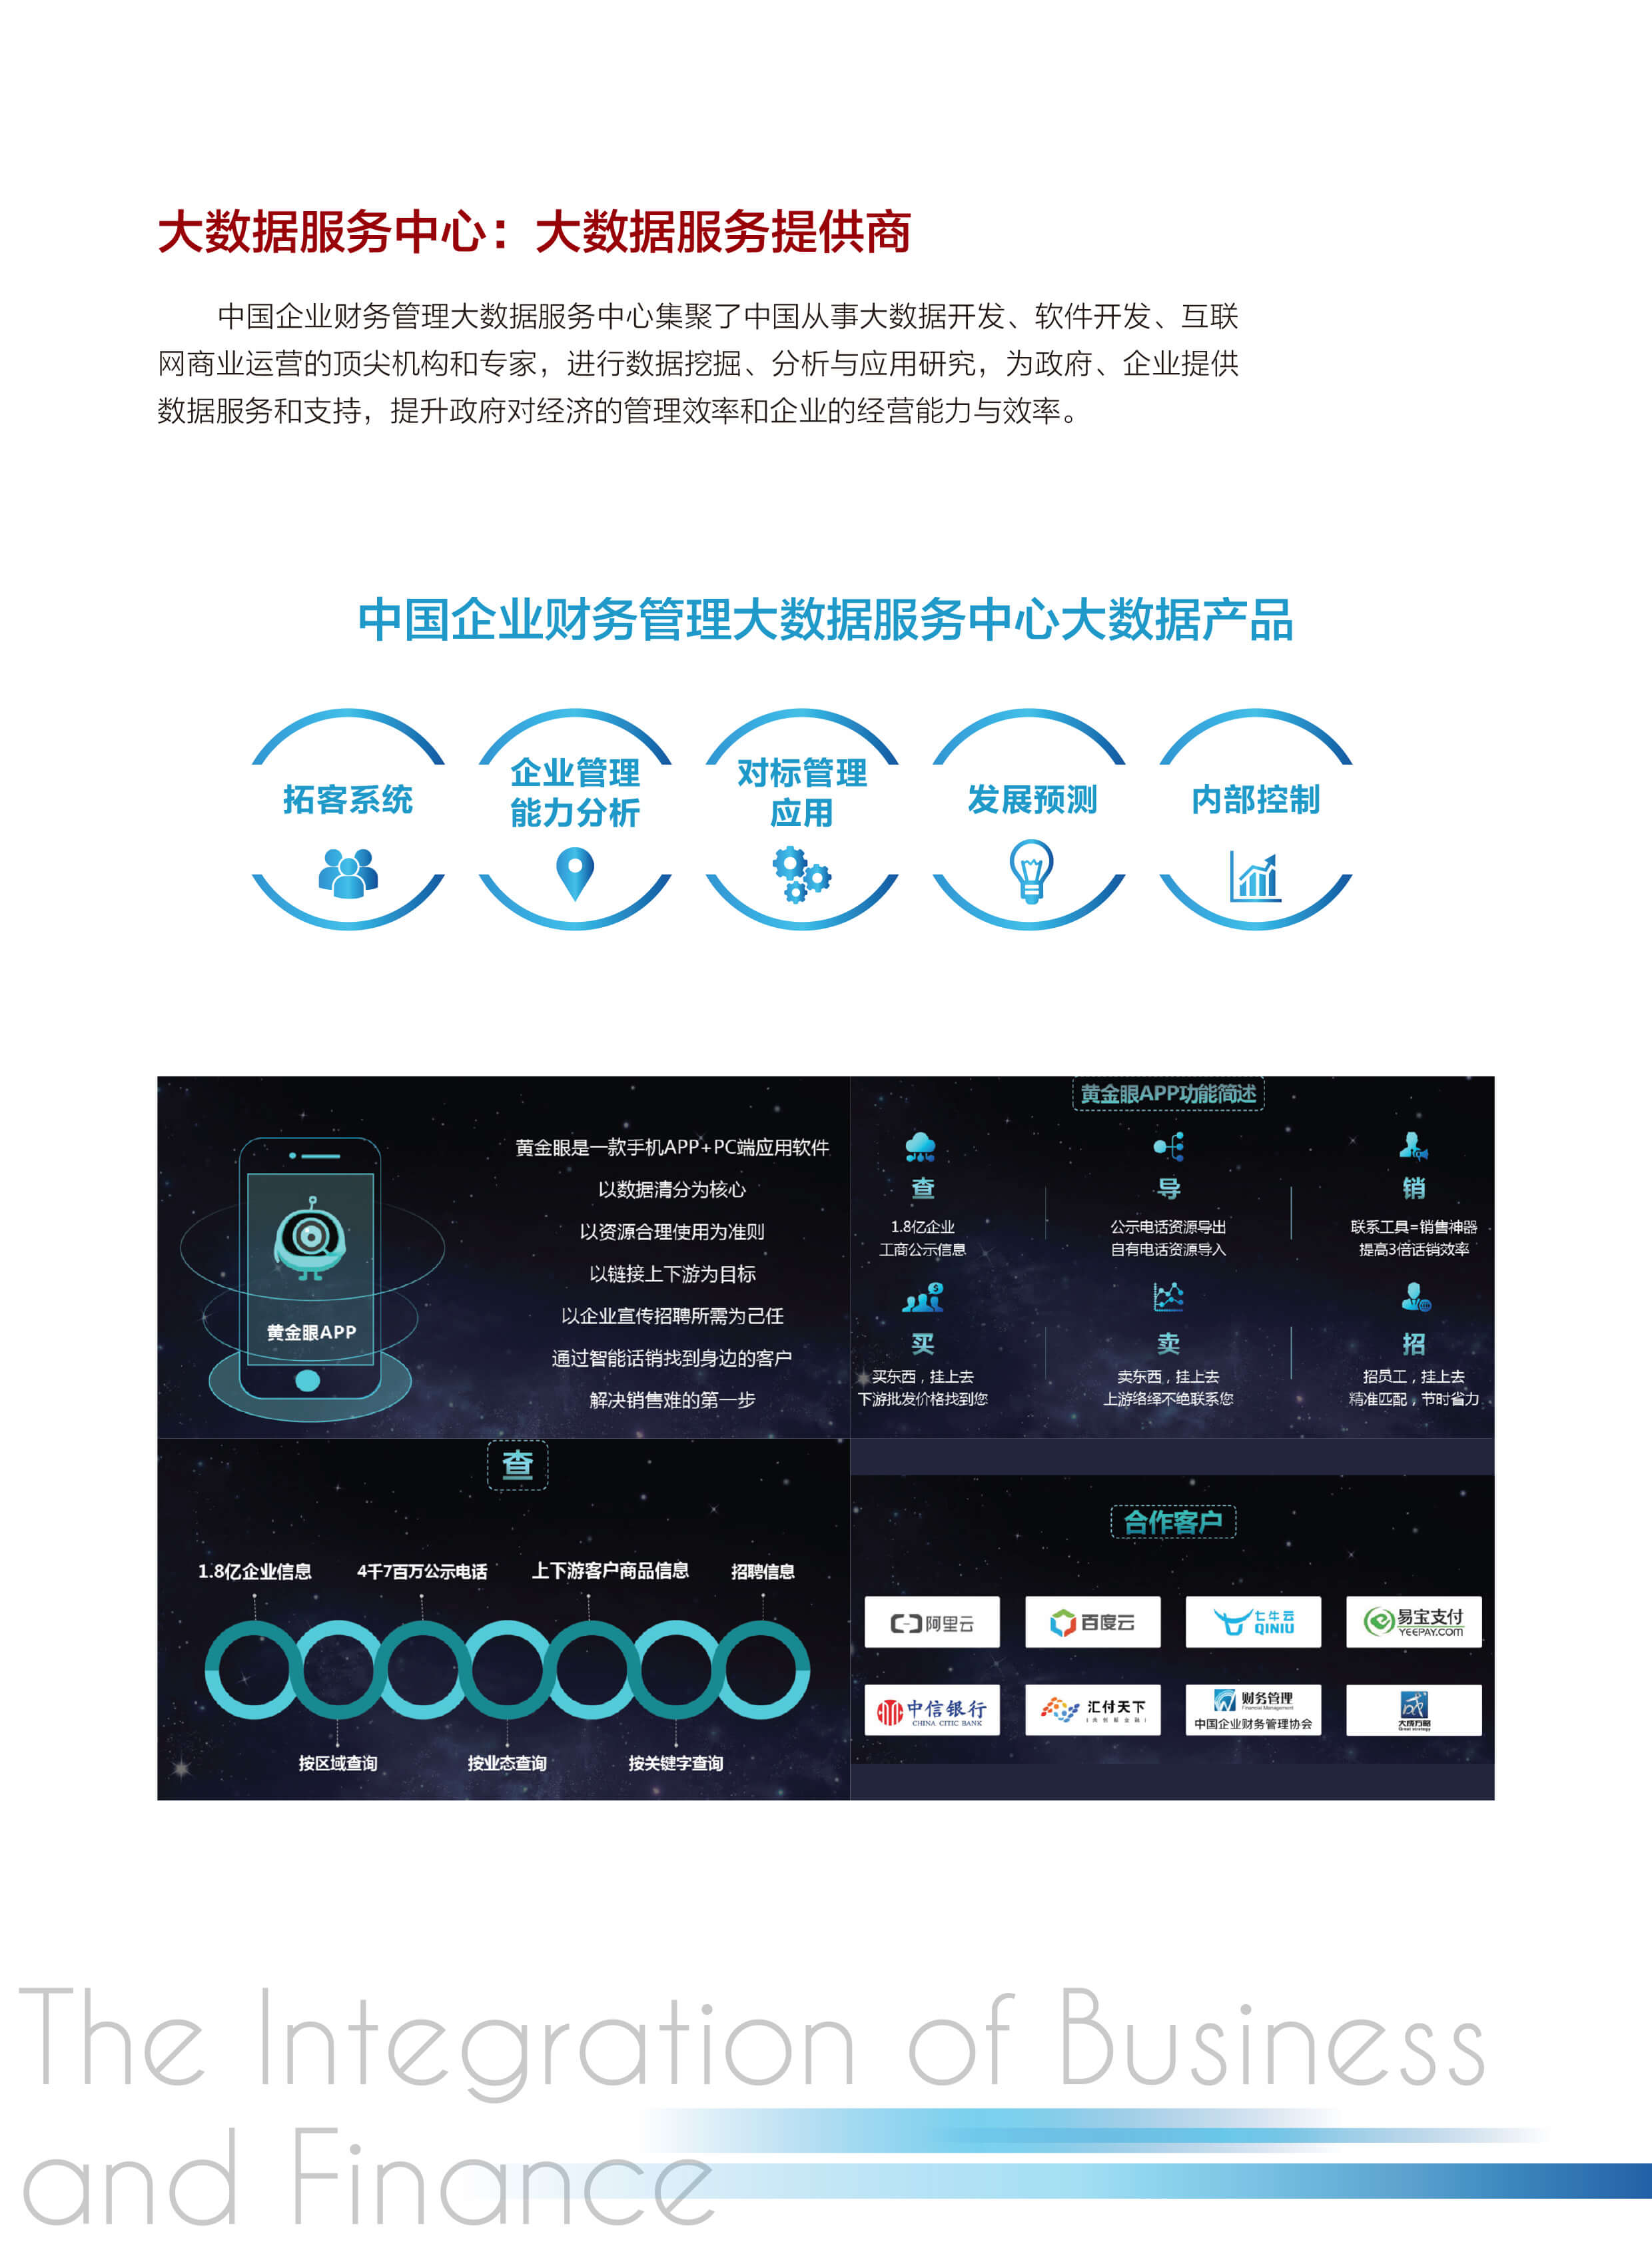 大数据服务中心：大数据服务提供商
中国企业财务管理大数据服务中心集聚了中国从事大数据开发、软件开发、互联
网商业运营的顶尖机构和专家，进行数据挖掘、分析与应用研究，为政府、企业提供
数据服务和支持，提升政府对经济的管理效率和企业的经营能力与效率。
中国企业财务管理大数据服务中心大数据产品
拓客系统
企业管理
能力分析
对标管理
应用
发展预测
内部控制
黄金眼APP
黄金眼是一款手机APP+PC端应用软件
以数据清分为核心
以资源合理使用为准则
以链接上下游为目标
以企业宣传招聘所需为己任
通过智能话销找到身边的客户
解决销售难的第一步
黄金眼APP功能简述
查
1.8亿企业
工商公示信息
导
公示电话资源导出
自有电话资源导入
销
联系工具=销售神器
提高3倍话销效率
买
买东西，挂上去
下游批发价格找到您
卖
卖东西，挂上去
上游络绎不绝联系您
招
招员工，挂上去
精准匹配，节时省力
查
1.8亿企业信息
4千7百万公示电话
上下游客户商品信息
招聘信息
按区域查询
按业态查询
按关键字查询
合作客户
阿里云
百度云
七牛云
QINIU
易宝支付
YEEPAY.COM
中信银行
CHINA CITIC BANK
汇付天下
财务管理
Financial Management
中国企业财务管理协会
大成方略
Great strategy
The Integration of Business
and Finance